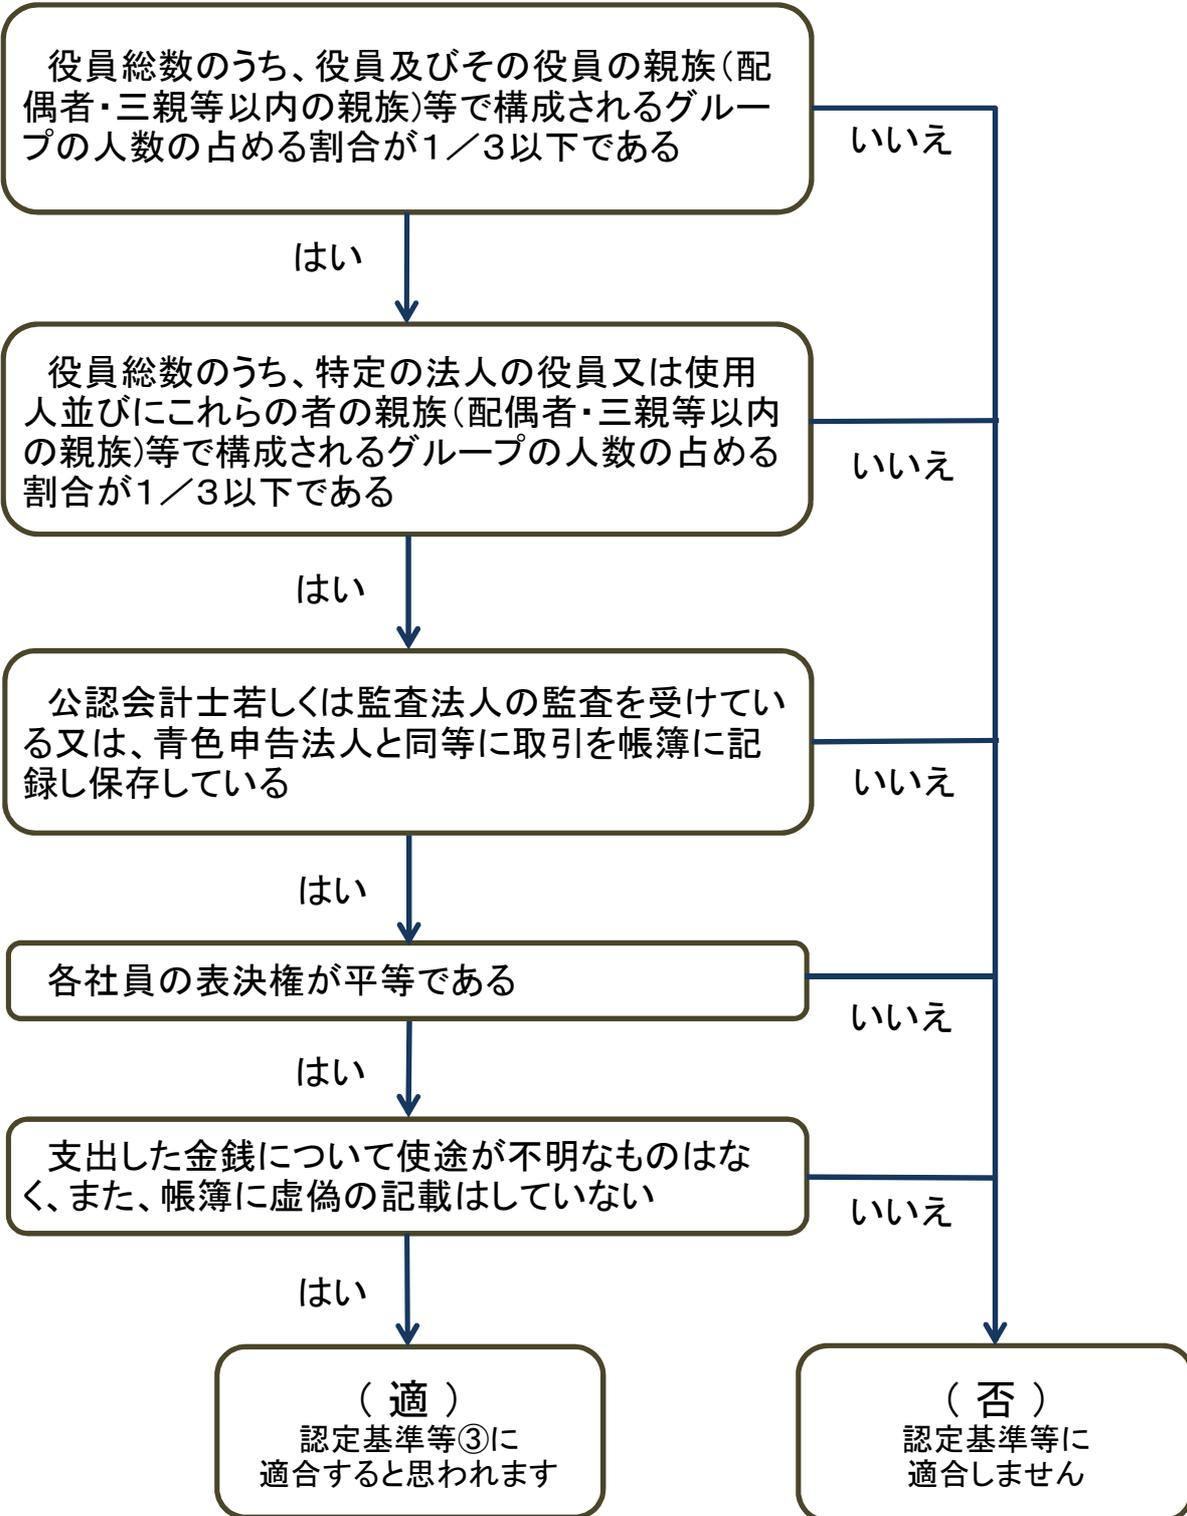 役員総数のうち、役員及びその役員の親族(配
偶者・三親等以内の親族)等で構成されるグルー
プの人数の占める割合が1／3以下である
いいえ
はい
役員総数のうち、特定の法人の役員又は使用
人並びにこれらの者の親族(配偶者・三親等以内
の親族)等で構成されるグループの人数の占める
割合が1／3以下である
いいえ
はい
公認会計士若しくは監査法人の監査を受けてい
る又は、青色申告法人と同等に取引を帳簿に記
録し保存している
いいえ
はい
各社員の表決権が平等である
いいえ
はい
支出した金銭について使途が不明なものはな
く、また、帳簿に虚偽の記載はしていない
いいえ
はい
( 適 )
認定基準等③に
適合すると思われます
( 否 )
認定基準等に
適合しません